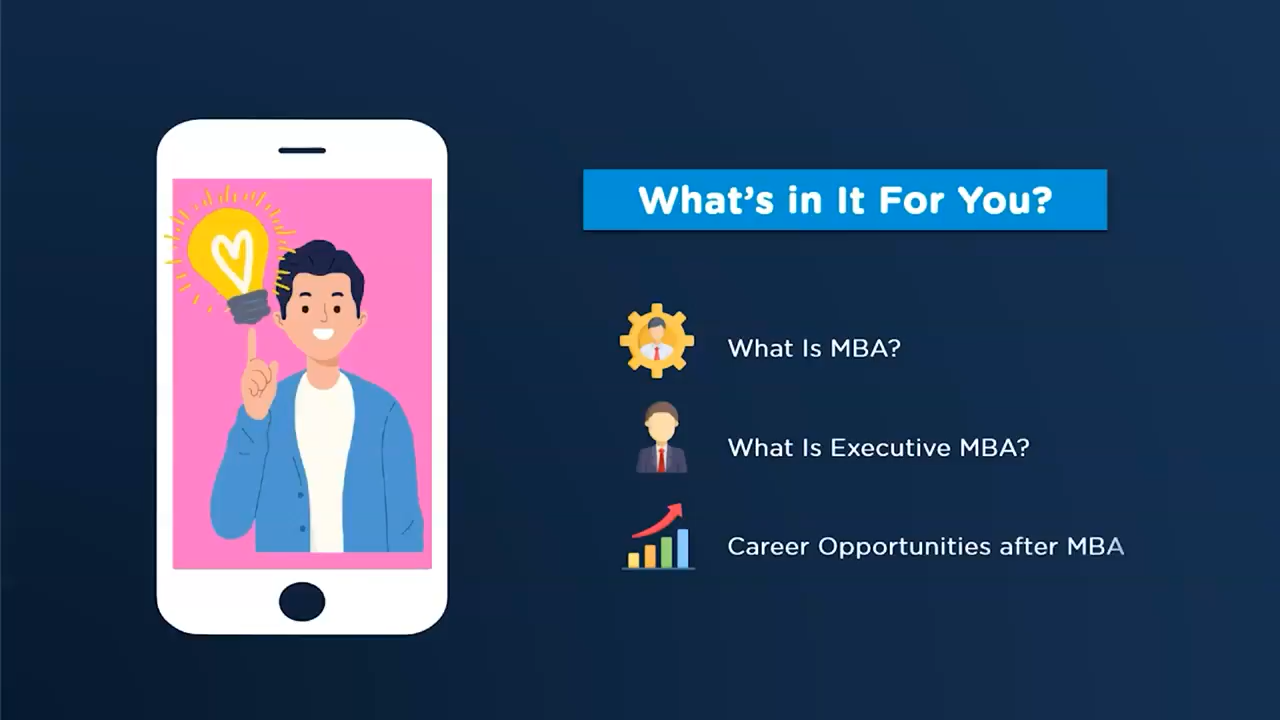 What's in It For You?
What Is MBA?
What Is Executive MBA?
Career Opportunities after MBA